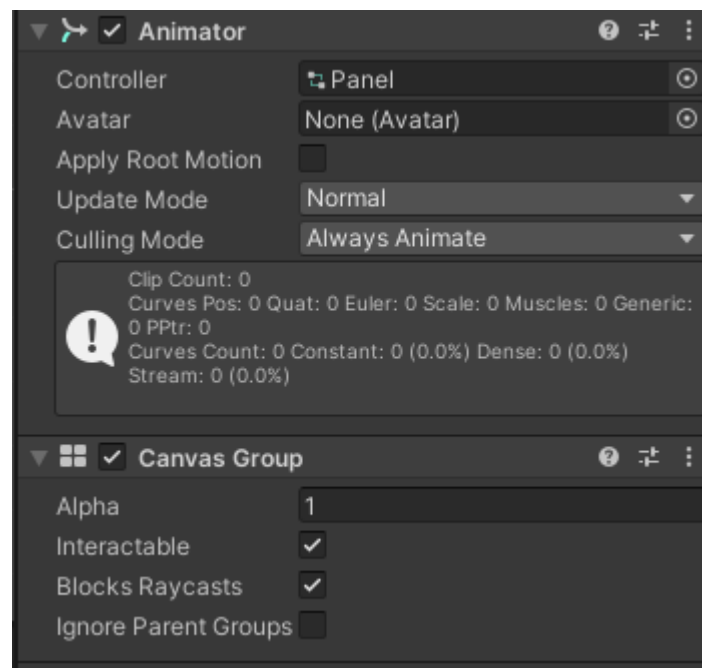 Animator
Controller Panel
Avatar None (Avatar)
Apply Root Motion
Update Mode Normal
Culling Mode Always Animate
Clip Count: 0
Curves Pos: 0 Quat: 0 Euler: 0 Scale: 0 Muscles: 0 Generic:
0 PPtr: 0
Curves Count: 0 Constant: 0 (0.0%) Dense: 0 (0.0%)
Stream: 0 (0.0%)
Canvas Group
Alpha 1
Interactable
Blocks Raycasts
Ignore Parent Groups